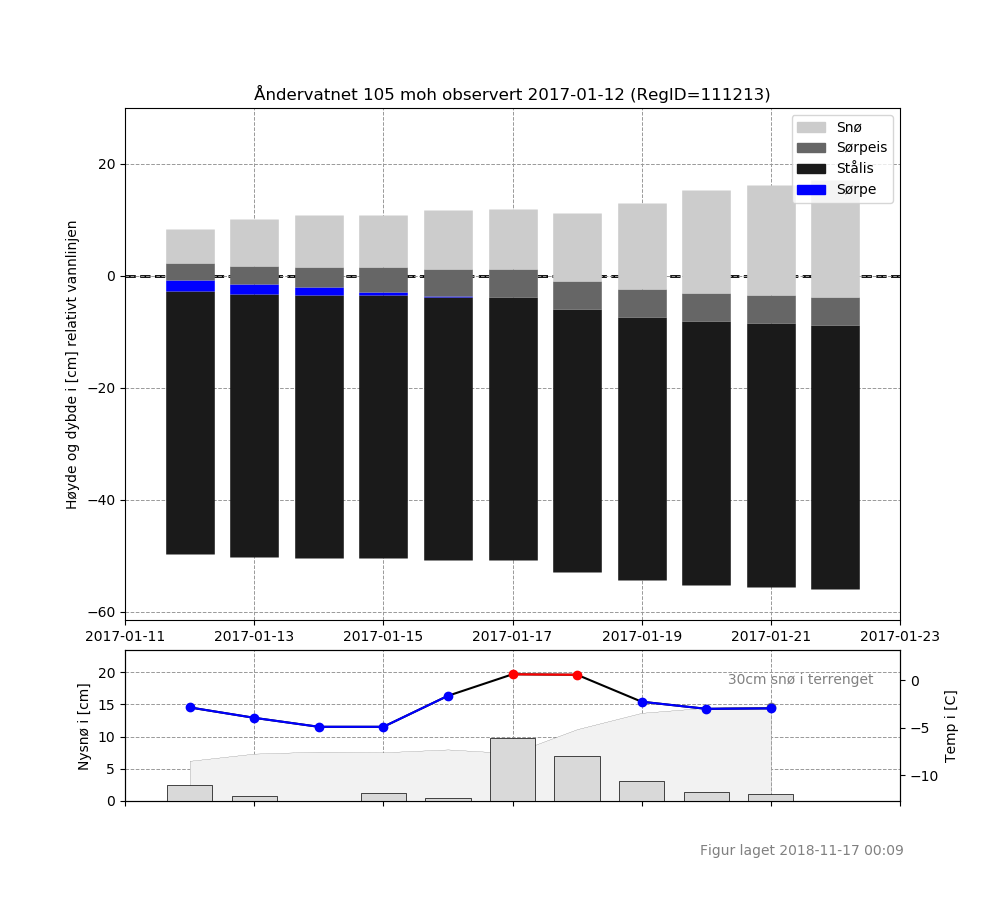 Åndervatnet 105 moh observert 2017-01-12 (RegID=111213)
Snø
Sørpeis
Stålis
Sørpe
Høyde og dybde i [cm] relativt vannlinjen
20
0
−20
−40
−60
2017-01-11 2017-01-13 2017-01-15 2017-01-17 2017-01-19 2017-01-21 2017-01-23
30cm snø i terrenget
Nysnø i [cm]
20
15
10
5
0
0
−5
−10
Temp i [C]
Figur laget 2018-11-17 00:09